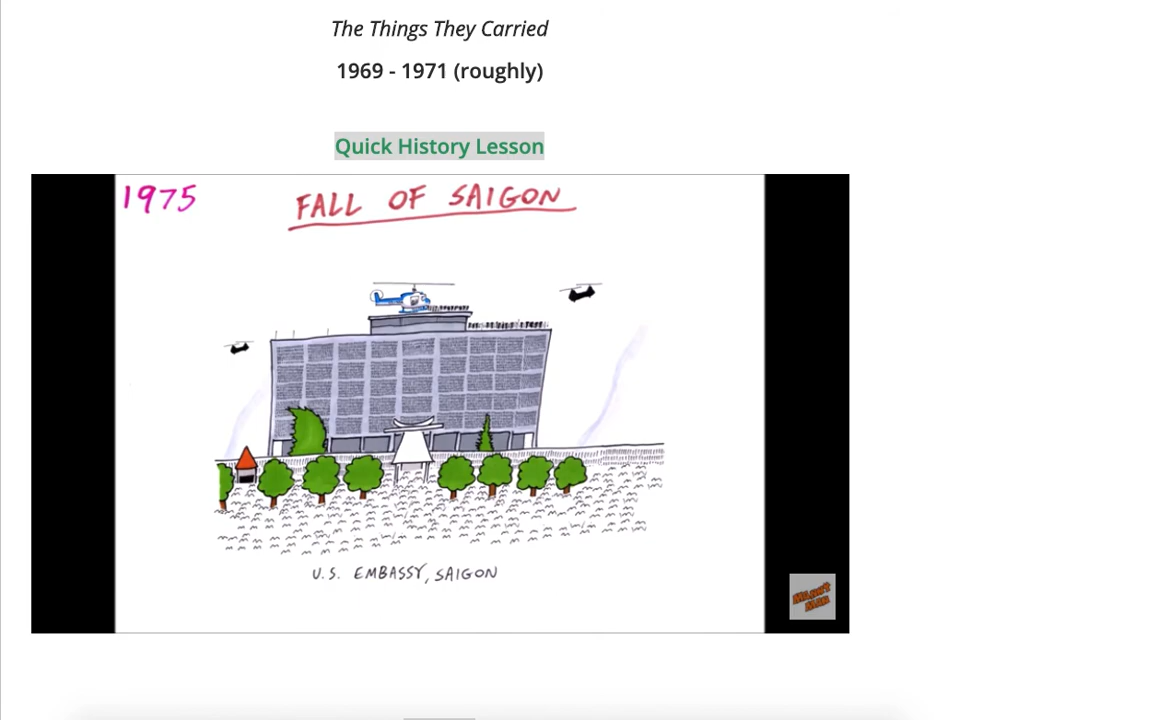 The Things They Carried
1969 - 1971 (roughly)
Quick History Lesson
1975
FALL OF SAIGON
U.S. EMBASSY, SAIGON